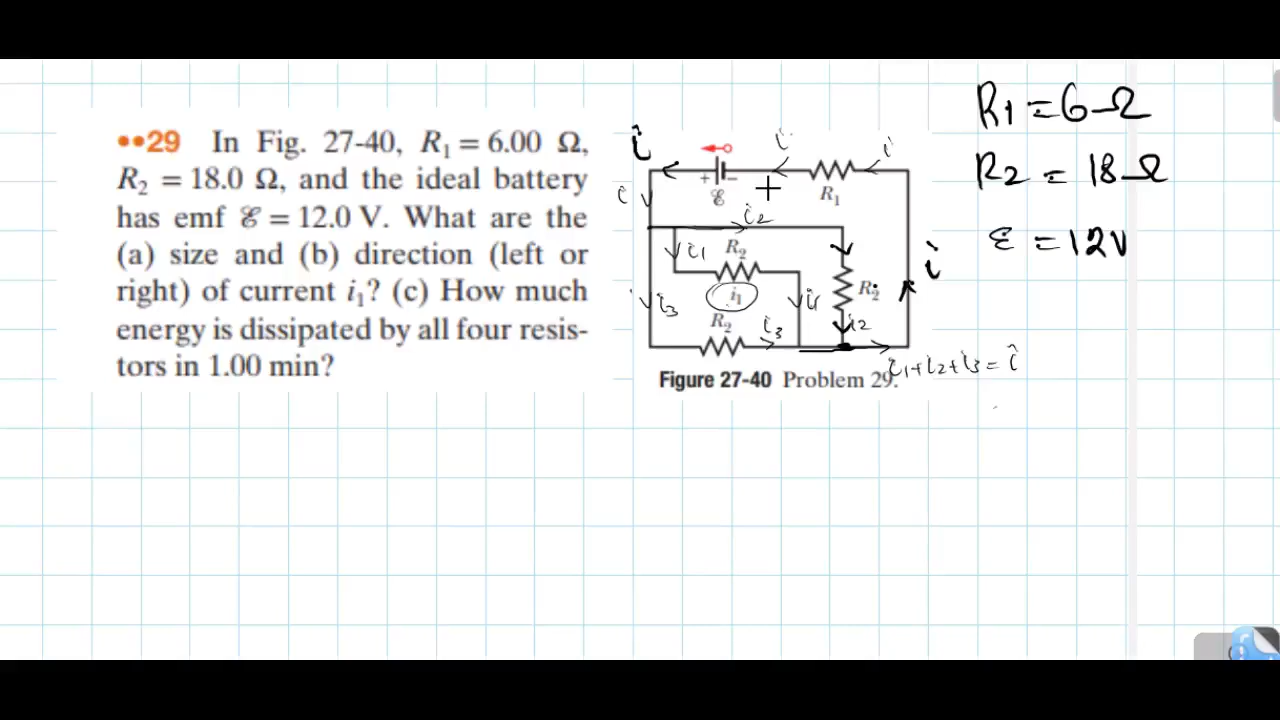 ••29 In Fig. 27-40, R₁ = 6.00 Ω,
R₂ = 18.0 Ω, and the ideal battery
has emf ℰ = 12.0 V. What are the
(a) size and (b) direction (left or
right) of current i₁? (c) How much
energy is dissipated by all four resis-
tors in 1.00 min?
i
i
i
+ −
ℰ
+
R₁
i
i
i₂
i₁
R₂
i₁
i₁
R₂
i₃
R₂
i₃
i₂
i
i₁+i₂+i₃=i
Figure 27-40 Problem 29.
R1=6Ω
R2=18Ω
ε=12V